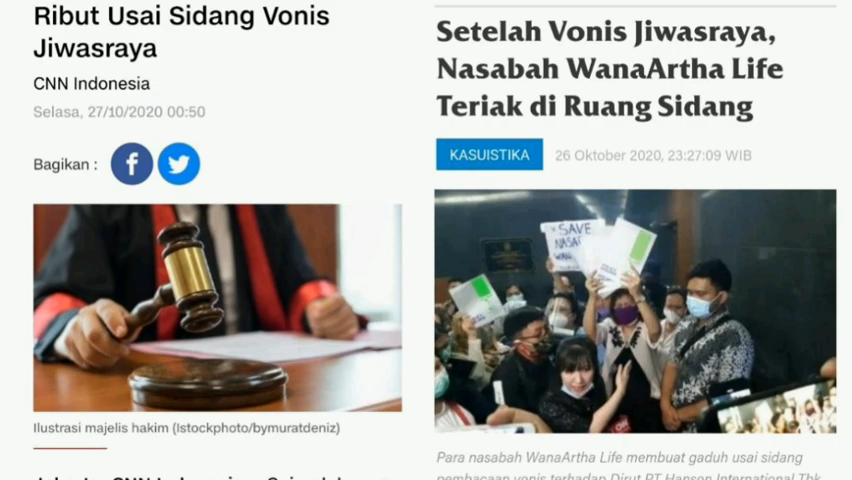 Ribut Usai Sidang Vonis
Jiwasraya
CNN Indonesia
Selasa, 27/10/2020 00:50
Bagikan :
Ilustrasi majelis hakim (Istockphoto/bymuratdeniz)
Setelah Vonis Jiwasraya,
Nasabah WanaArtha Life
Teriak di Ruang Sidang
KASUISTIKA
26 Oktober 2020, 23:27:09 WIB
SAVE
Para nasabah WanaArtha Life membuat gaduh usai sidang
pembacaan vonis terhadap Dirut PT Hanson International Tbk